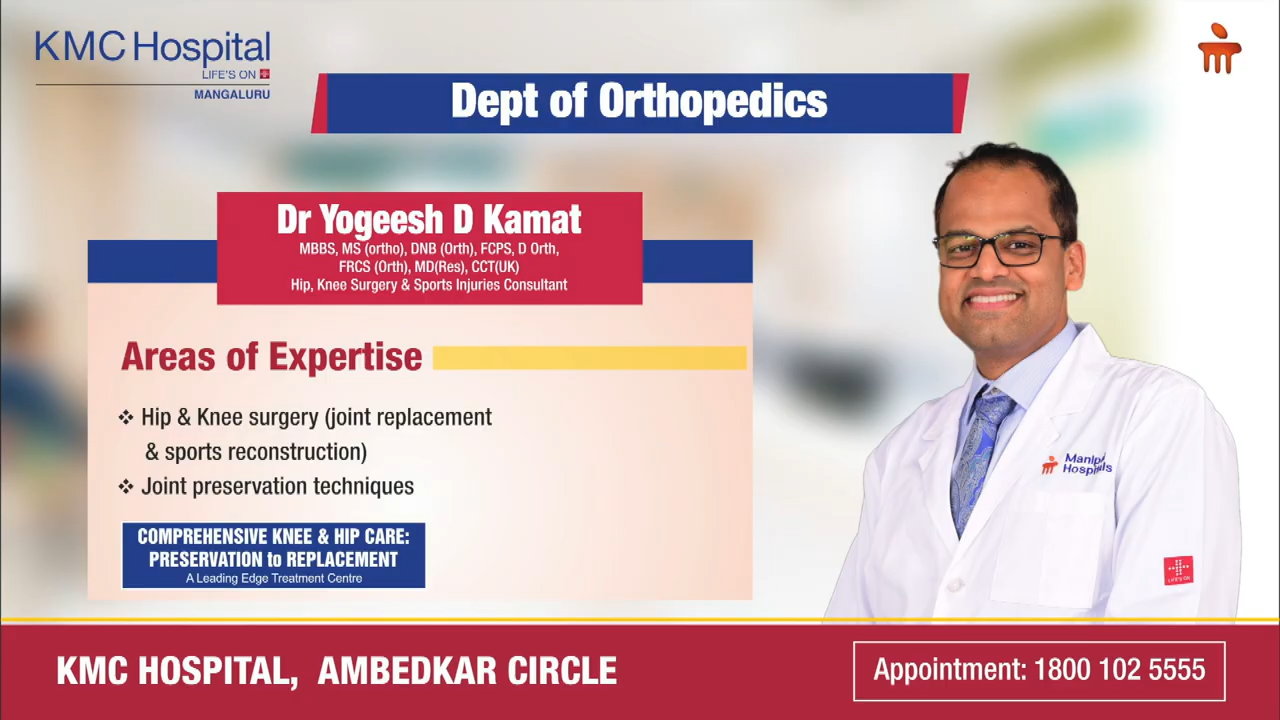 KMC Hospital
LIFE'S ON
MANGALURU
Dept of Orthopedics
Dr Yogeesh D Kamat
MBBS, MS (ortho), DNB (Orth), FCPS, D Orth,
FRCS (Orth), MD(Res), CCT(UK)
Hip, Knee Surgery & Sports Injuries Consultant
Areas of Expertise
❖ Hip & Knee surgery (joint replacement
& sports reconstruction)
❖ Joint preservation techniques
COMPREHENSIVE KNEE & HIP CARE:
PRESERVATION to REPLACEMENT
A Leading Edge Treatment Centre
Manipal
Hospitals
LIFE'S ON
KMC HOSPITAL, AMBEDKAR CIRCLE
Appointment: 1800 102 5555